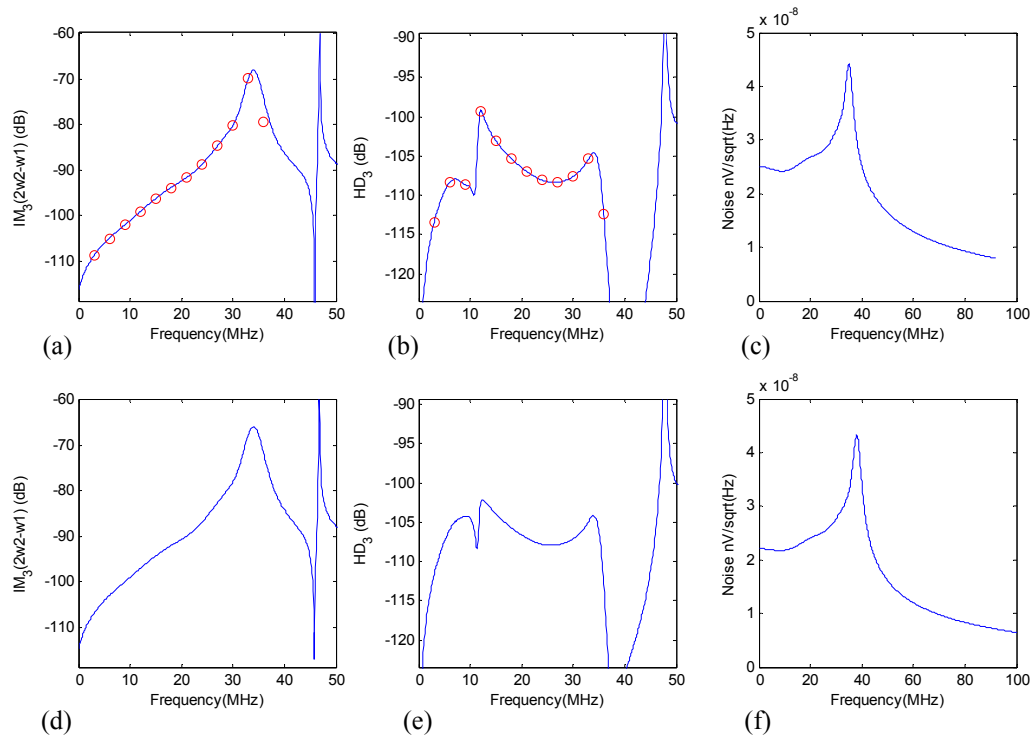 IM3(2w2-w1) (dB)
-60
-70
-80
-90
-100
-110
0 10 20 30 40 50
Frequency(MHz)
(a)
HD3 (dB)
-90
-95
-100
-105
-110
-115
-120
0 10 20 30 40 50
Frequency(MHz)
(b)
x 10^-8
Noise nV/sqrt(Hz)
5
4
3
2
1
0
0 20 40 60 80 100
Frequency(MHz)
(c)
IM3(2w2-w1) (dB)
-60
-70
-80
-90
-100
-110
0 10 20 30 40 50
Frequency(MHz)
(d)
HD3 (dB)
-90
-95
-100
-105
-110
-115
-120
0 10 20 30 40 50
Frequency(MHz)
(e)
x 10^-8
Noise nV/sqrt(Hz)
5
4
3
2
1
0
0 20 40 60 80 100
Frequency(MHz)
(f)